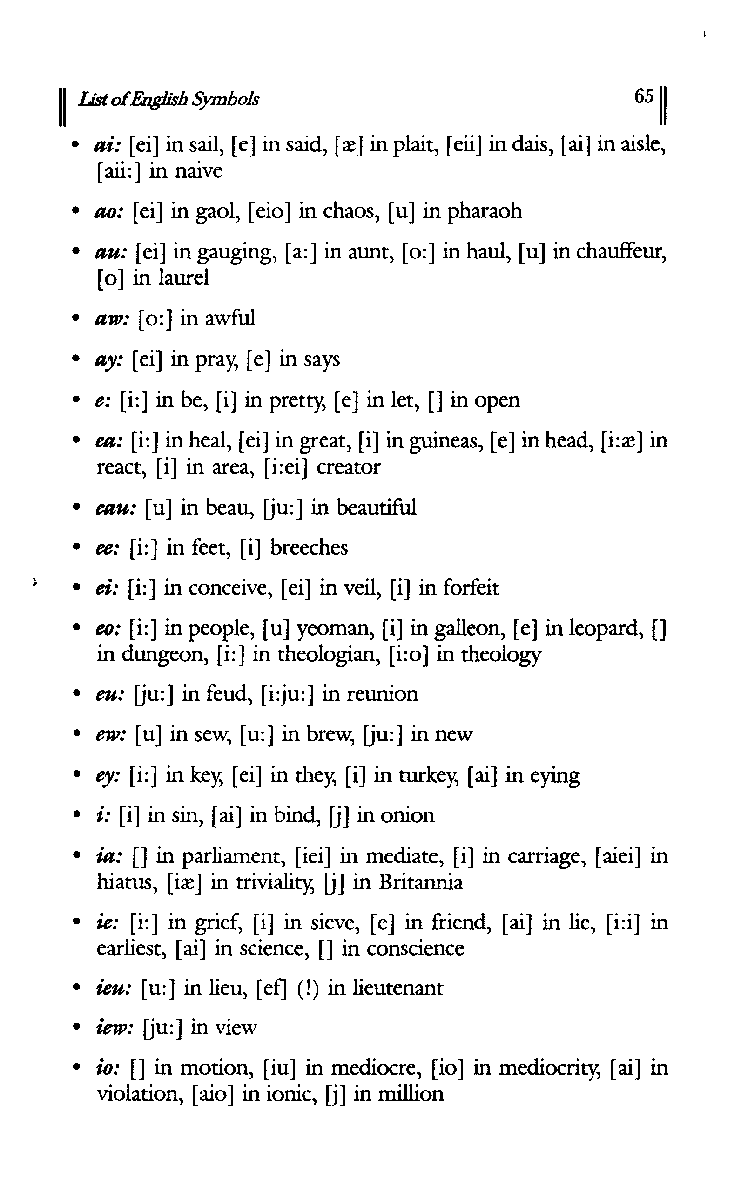 List of English Symbols 65
• ai: [ei] in sail, [e] in said, [æ] in plait, [eii] in dais, [ai] in aisle,
[aii:] in naive
• ao: [ei] in gaol, [eio] in chaos, [u] in pharaoh
• au: [ei] in gauging, [a:] in aunt, [o:] in haul, [u] in chauffeur,
[o] in laurel
• aw: [o:] in awful
• ay: [ei] in pray, [e] in says
• e: [i:] in be, [i] in pretty, [e] in let, [] in open
• ea: [i:] in heal, [ei] in great, [i] in guineas, [e] in head, [i:æ] in
react, [i] in area, [i:ei] creator
• eau: [u] in beau, [ju:] in beautiful
• ee: [i:] in feet, [i] breeches
• ei: [i:] in conceive, [ei] in veil, [i] in forfeit
• eo: [i:] in people, [u] yeoman, [i] in galleon, [e] in leopard, []
in dungeon, [i:] in theologian, [i:o] in theology
• eu: [ju:] in feud, [i:ju:] in reunion
• ew: [u] in sew, [u:] in brew, [ju:] in new
• ey: [i:] in key, [ei] in they, [i] in turkey, [ai] in eying
• i: [i] in sin, [ai] in bind, [j] in onion
• ia: [] in parliament, [iei] in mediate, [i] in carriage, [aiei] in
hiatus, [iæ] in triviality, [j] in Britannia
• ie: [i:] in grief, [i] in sieve, [e] in friend, [ai] in lie, [i:i] in
earliest, [ai] in science, [] in conscience
• ieu: [u:] in lieu, [ef] (!) in lieutenant
• iew: [ju:] in view
• io: [] in motion, [iu] in mediocre, [io] in mediocrity, [ai] in
violation, [aio] in ionic, [j] in million